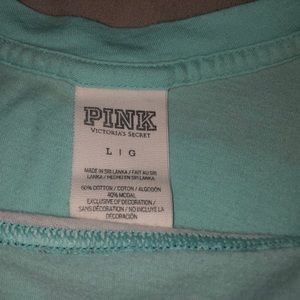 PINK
VICTORIA'S SECRET
L | G
MADE IN SRI LANKA / FAIT AU SRI
LANKA / HECHO EN SRI LANKA
60% COTTON / COTON / ALGODÓN
40% MODAL
EXCLUSIVE OF DECORATION /
SANS DÉCORATION / NO INCLUYE LA
DECORACIÓN